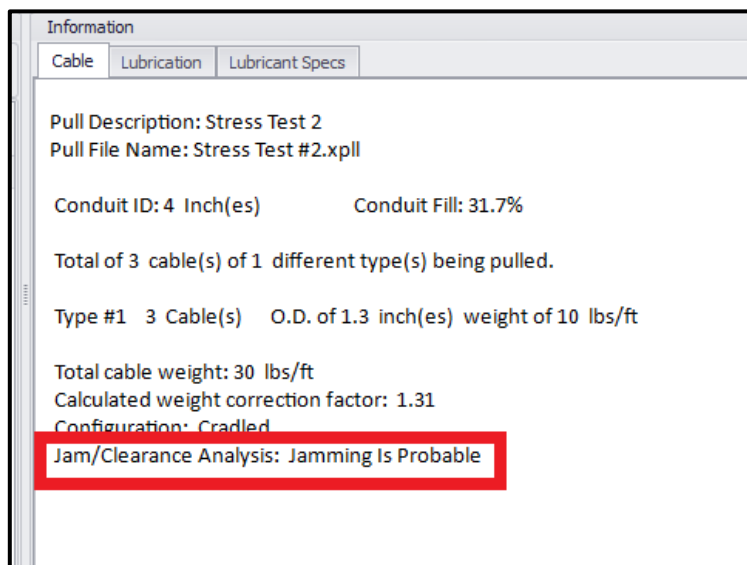 Information
Cable Lubrication Lubricant Specs
Pull Description: Stress Test 2
Pull File Name: Stress Test #2.xpll
Conduit ID: 4 Inch(es) Conduit Fill: 31.7%
Total of 3 cable(s) of 1 different type(s) being pulled.
Type #1 3 Cable(s) O.D. of 1.3 inch(es) weight of 10 lbs/ft
Total cable weight: 30 lbs/ft
Calculated weight correction factor: 1.31
Configuration: Cradled
Jam/Clearance Analysis: Jamming Is Probable